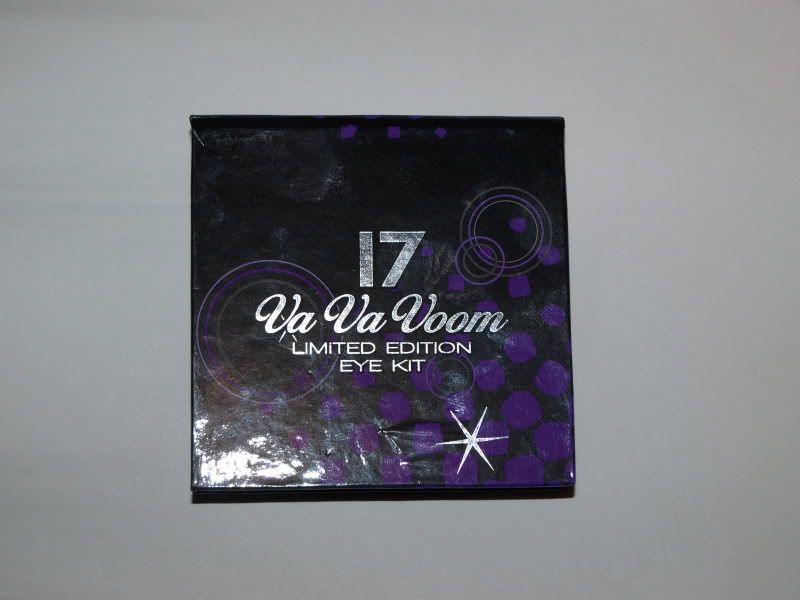 17
Va Va Voom
LIMITED EDITION
EYE KIT